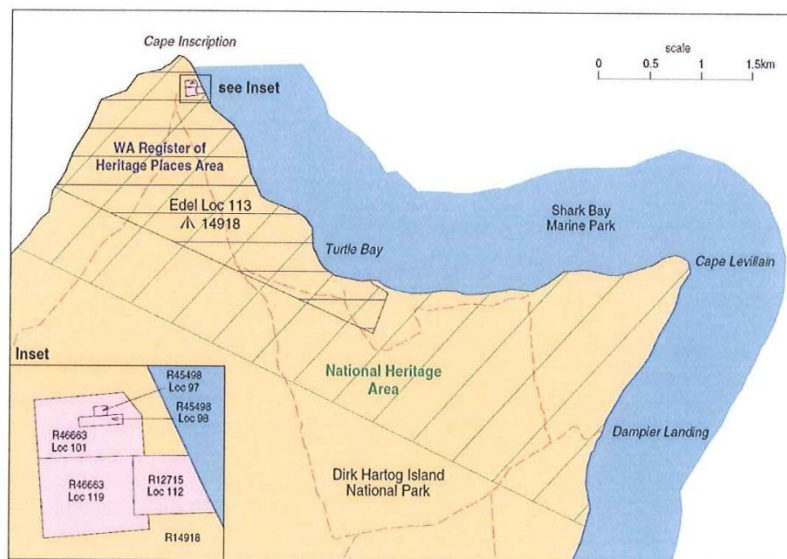 Cape Inscription
scale
0
0.5
1
1.5km
see Inset
WA Register of
Heritage Places Area
Edel Loc 113
14918
Turtle Bay
Shark Bay
Marine Park
Cape Levillain
National Heritage
Area
Dampier Landing
Dirk Hartog Island
National Park
Inset
R45498
Loc 97
R45498
Loc 98
R46663
Loc 101
R46663
Loc 119
R12715
Loc 112
R14918